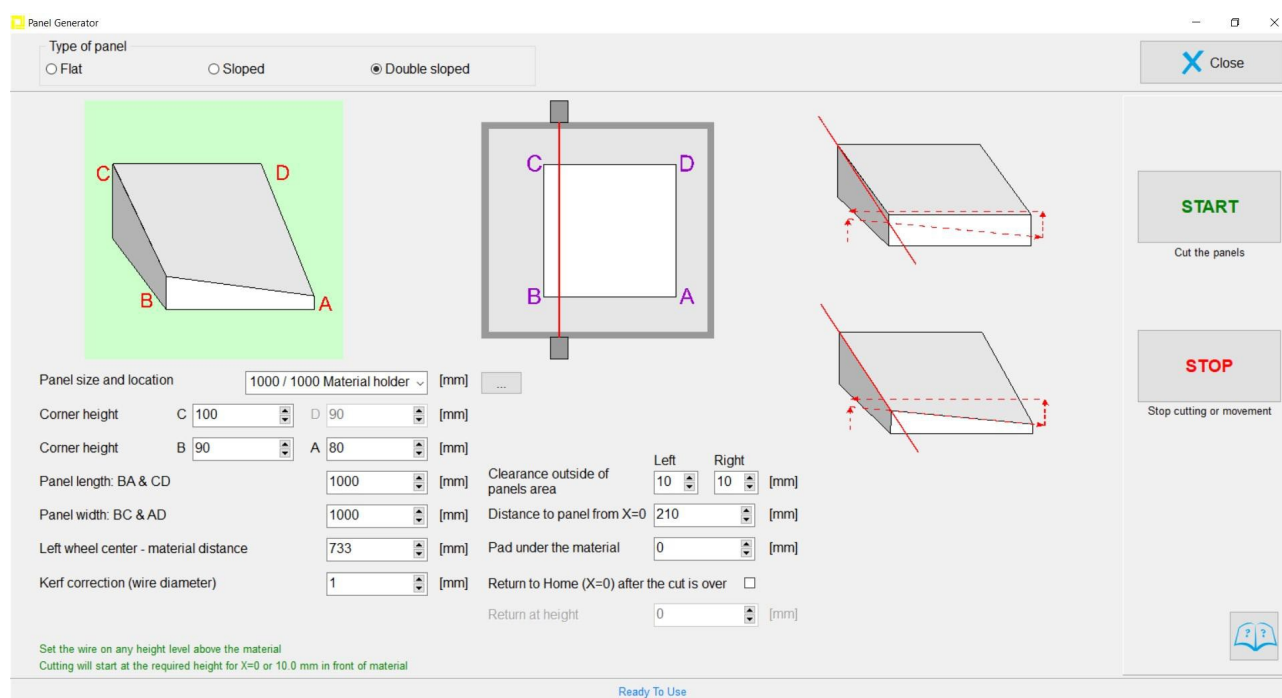 Panel Generator
Type of panel
Flat
Sloped
Double sloped
Close
C
D
B
A
C
D
B
A
START
Cut the panels
STOP
Stop cutting or movement
Panel size and location 1000 / 1000 Material holder [mm] ...
Corner height C 100 D 90 [mm]
Corner height B 90 A 80 [mm]
Panel length: BA & CD 1000 [mm]
Panel width: BC & AD 1000 [mm]
Left wheel center - material distance 733 [mm]
Kerf correction (wire diameter) 1 [mm]
Left Right
Clearance outside of
panels area 10 10 [mm]
Distance to panel from X=0 210 [mm]
Pad under the material 0 [mm]
Return to Home (X=0) after the cut is over
Return at height 0 [mm]
? ?
Set the wire on any height level above the material
Cutting will start at the required height for X=0 or 10.0 mm in front of material
Ready To Use